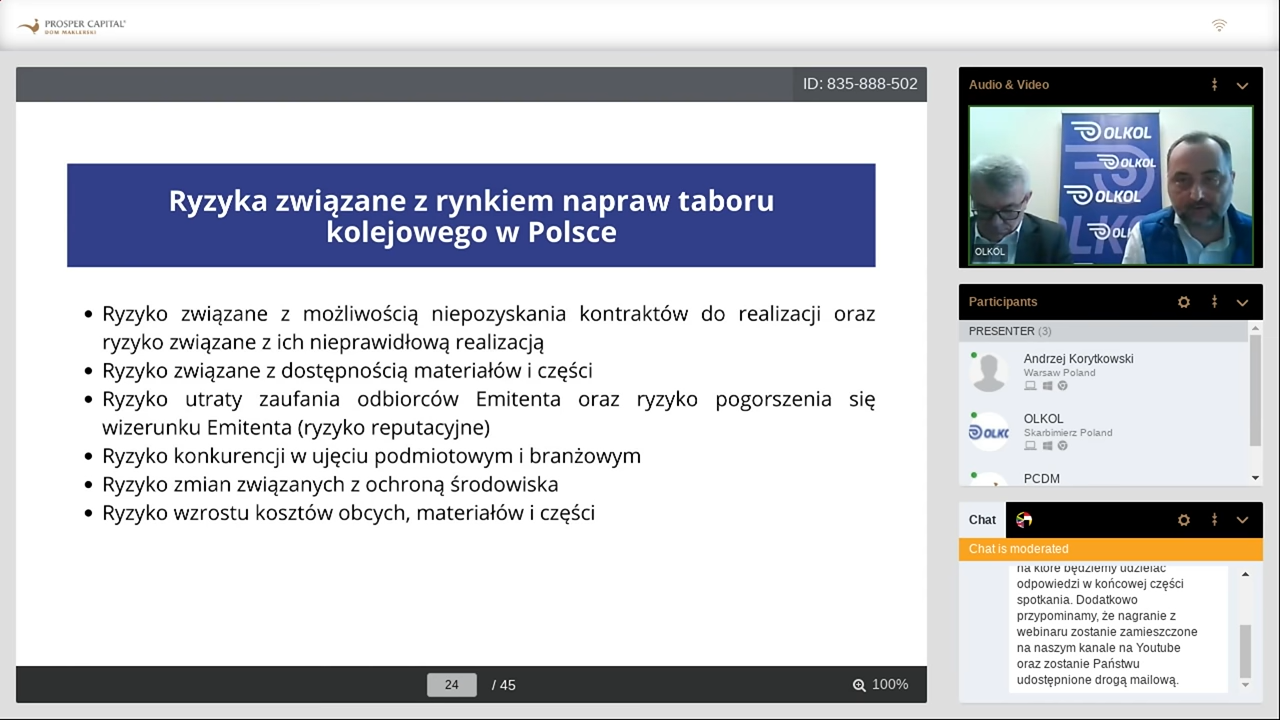 PROSPER CAPITAL
DOM MAKLERSKI
ID: 835-888-502
Ryzyka związane z rynkiem napraw taboru
kolejowego w Polsce
• Ryzyko związane z możliwością niepozyskania kontraktów do realizacji oraz
ryzyko związane z ich nieprawidłową realizacją
• Ryzyko związane z dostępnością materiałów i części
• Ryzyko utraty zaufania odbiorców Emitenta oraz ryzyko pogorszenia się
wizerunku Emitenta (ryzyko reputacyjne)
• Ryzyko konkurencji w ujęciu podmiotowym i branżowym
• Ryzyko zmian związanych z ochroną środowiska
• Ryzyko wzrostu kosztów obcych, materiałów i części
24 / 45
100%
Audio & Video
OLKOL
OLKOL
OLKOL
OLKOL
OLKOL
Participants
PRESENTER (3)
Andrzej Korytkowski
Warsaw Poland
OLKOL
Skarbimierz Poland
PCDM
Chat
Chat is moderated
na które będziemy udzielać
odpowiedzi w końcowej części
spotkania. Dodatkowo
przypominamy, że nagranie z
webinaru zostanie zamieszczone
na naszym kanale na Youtube
oraz zostanie Państwu
udostępnione drogą mailową.